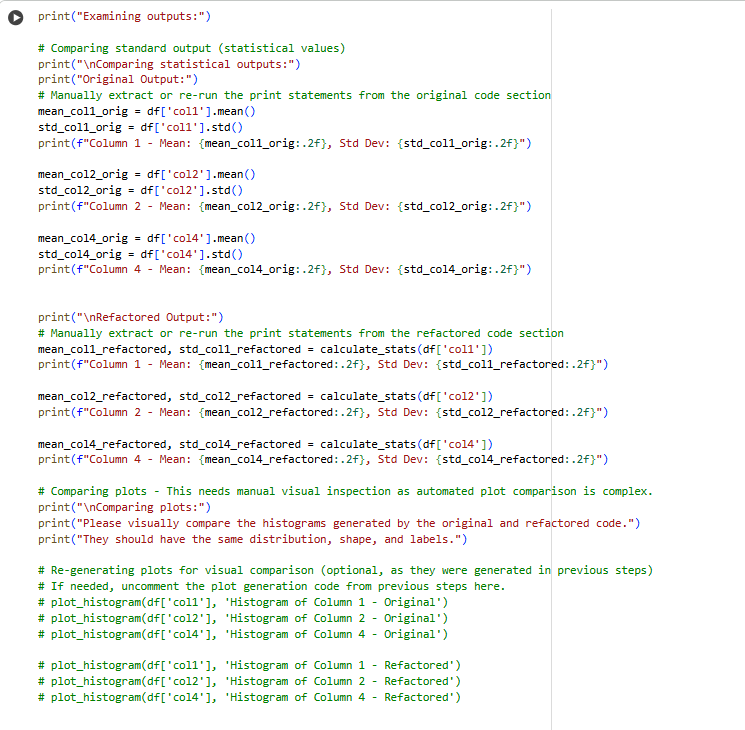 print("Examining outputs:")
# Comparing standard output (statistical values)
print("\nComparing statistical outputs:")
print("Original Output:")
# Manually extract or re-run the print statements from the original code section
mean_col1_orig = df['col1'].mean()
std_col1_orig = df['col1'].std()
print(f"Column 1 - Mean: {mean_col1_orig:.2f}, Std Dev: {std_col1_orig:.2f}")
mean_col2_orig = df['col2'].mean()
std_col2_orig = df['col2'].std()
print(f"Column 2 - Mean: {mean_col2_orig:.2f}, Std Dev: {std_col2_orig:.2f}")
mean_col4_orig = df['col4'].mean()
std_col4_orig = df['col4'].std()
print(f"Column 4 - Mean: {mean_col4_orig:.2f}, Std Dev: {std_col4_orig:.2f}")
print("\nRefactored Output:")
# Manually extract or re-run the print statements from the refactored code section
mean_col1_refactored, std_col1_refactored = calculate_stats(df['col1'])
print(f"Column 1 - Mean: {mean_col1_refactored:.2f}, Std Dev: {std_col1_refactored:.2f}")
mean_col2_refactored, std_col2_refactored = calculate_stats(df['col2'])
print(f"Column 2 - Mean: {mean_col2_refactored:.2f}, Std Dev: {std_col2_refactored:.2f}")
mean_col4_refactored, std_col4_refactored = calculate_stats(df['col4'])
print(f"Column 4 - Mean: {mean_col4_refactored:.2f}, Std Dev: {std_col4_refactored:.2f}")
# Comparing plots - This needs manual visual inspection as automated plot comparison is complex.
print("\nComparing plots:")
print("Please visually compare the histograms generated by the original and refactored code.")
print("They should have the same distribution, shape, and labels.")
# Re-generating plots for visual comparison (optional, as they were generated in previous steps)
# If needed, uncomment the plot generation code from previous steps here.
# plot_histogram(df['col1'], 'Histogram of Column 1 - Original')
# plot_histogram(df['col2'], 'Histogram of Column 2 - Original')
# plot_histogram(df['col4'], 'Histogram of Column 4 - Original')
# plot_histogram(df['col1'], 'Histogram of Column 1 - Refactored')
# plot_histogram(df['col2'], 'Histogram of Column 2 - Refactored')
# plot_histogram(df['col4'], 'Histogram of Column 4 - Refactored')